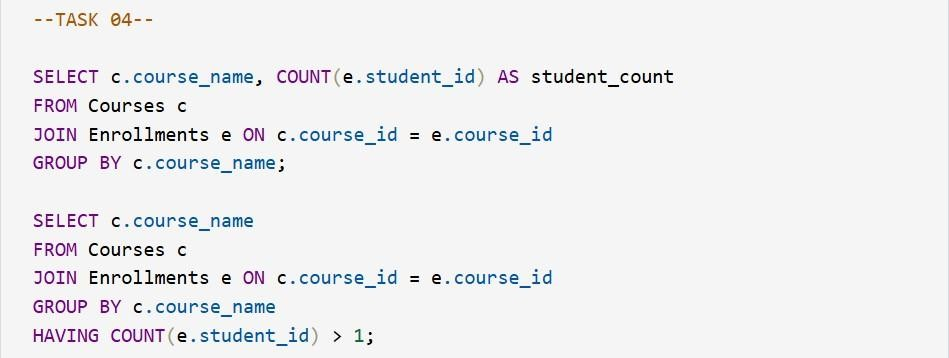 --TASK 04--
SELECT c.course_name, COUNT(e.student_id) AS student_count
FROM Courses c
JOIN Enrollments e ON c.course_id = e.course_id
GROUP BY c.course_name;
SELECT c.course_name
FROM Courses c
JOIN Enrollments e ON c.course_id = e.course_id
GROUP BY c.course_name
HAVING COUNT(e.student_id) > 1;